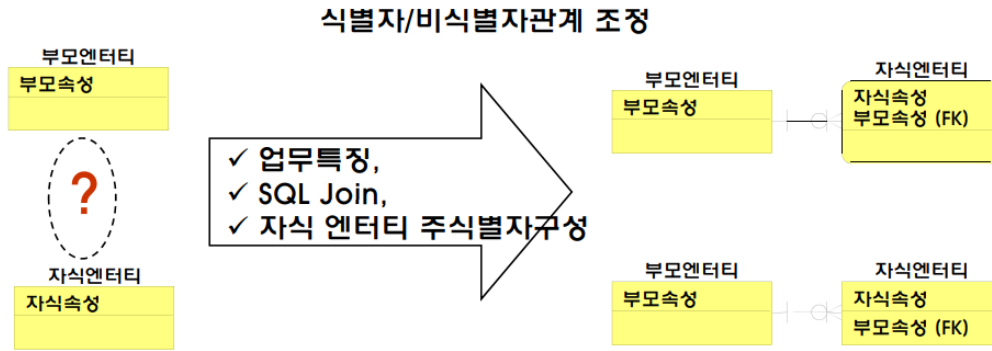 식별자/비식별자관계 조정
부모엔터티
부모속성
?
자식엔터티
자식속성
✓ 업무특징,
✓ SQL Join,
✓ 자식 엔터티 주식별자구성
부모엔터티
부모속성
자식엔터티
자식속성
부모속성 (FK)
부모엔터티
부모속성
자식엔터티
자식속성
부모속성 (FK)